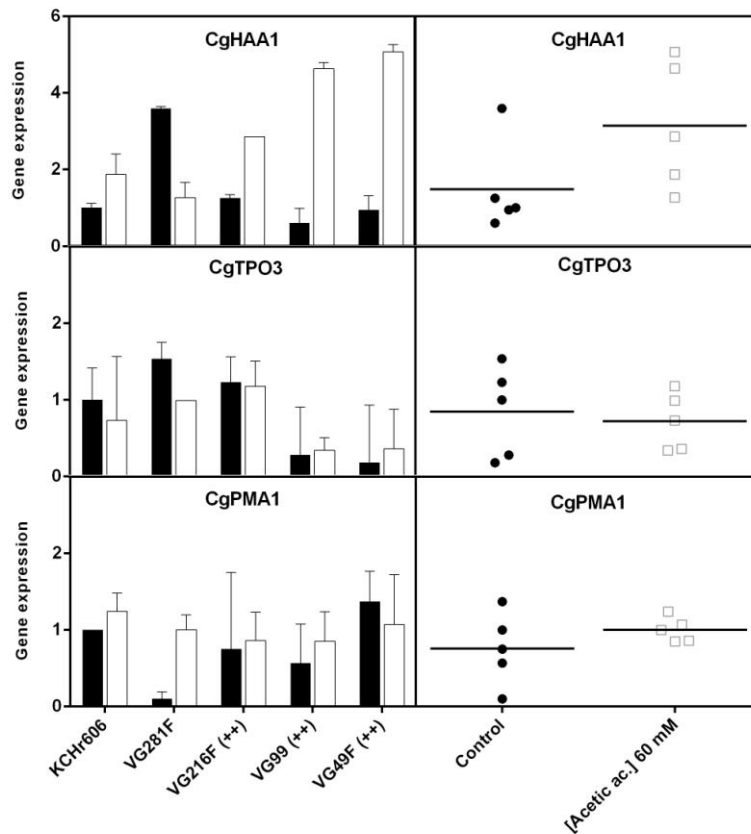 6
CgHAA1
CgHAA1
Gene expression
4
2
0
CgTPO3
CgTPO3
Gene expression
2
1
0
CgPMA1
CgPMA1
Gene expression
2
1
0
KCHr606
VG281F
VG216F (++)
VG99 (++)
VG49F (++)
Control
[Acetic ac.] 60 mM